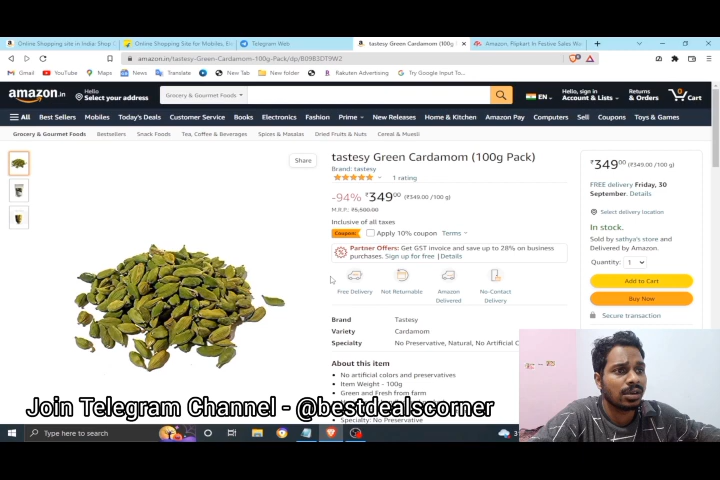 Online Shopping site in India: Shop
Online Shopping Site for Mobiles, Ele
Telegram Web
tastesy Green Cardamom (100g
Amazon, Flipkart In Festive Sales Wa
amazon.in/tastesy-Green-Cardamom-100g-Pack/dp/B09B3DT9W2
Gmail
YouTube
Maps
News
Translate
New Tab
New folder
Rakuten Advertising
Try Google Input To...
amazon.in
Hello
Select your address
Grocery & Gourmet Foods
EN
Hello, sign in
Account & Lists
Returns
& Orders
0
Cart
All
Best Sellers
Mobiles
Today's Deals
Customer Service
Books
Electronics
Fashion
Prime
New Releases
Home & Kitchen
Amazon Pay
Computers
Sell
Coupons
Toys & Games
Grocery & Gourmet Foods
Bestsellers
Snack Foods
Tea, Coffee & Beverages
Spices & Masalas
Dried Fruits & Nuts
Cereal & Muesli
Share
tastesy Green Cardamom (100g Pack)
Brand: tastesy
1 rating
-94% ₹349⁰⁰ (₹349.00 /100 g)
M.R.P.: ₹5,500.00
Inclusive of all taxes
Coupon:
Apply 10% coupon
Terms
Partner Offers: Get GST invoice and save up to 28% on business
purchases. Sign up for free | Details
Free Delivery
Not Returnable
Amazon
Delivered
No-Contact
Delivery
Brand Tastesy
Variety Cardamom
Specialty No Preservative, Natural, No Artificial C
About this item
No artificial colors and preservatives
Item Weight - 100g
Green and Fresh from farm
Specialty: No Preservative
₹349⁰⁰ (₹349.00 /100 g)
FREE delivery Friday, 30
September. Details
Select delivery location
In stock.
Sold by sathya's store and
Delivered by Amazon.
Quantity: 1
Add to Cart
Buy Now
Secure transaction
Join Telegram Channel - @bestdealscorner
Type here to search